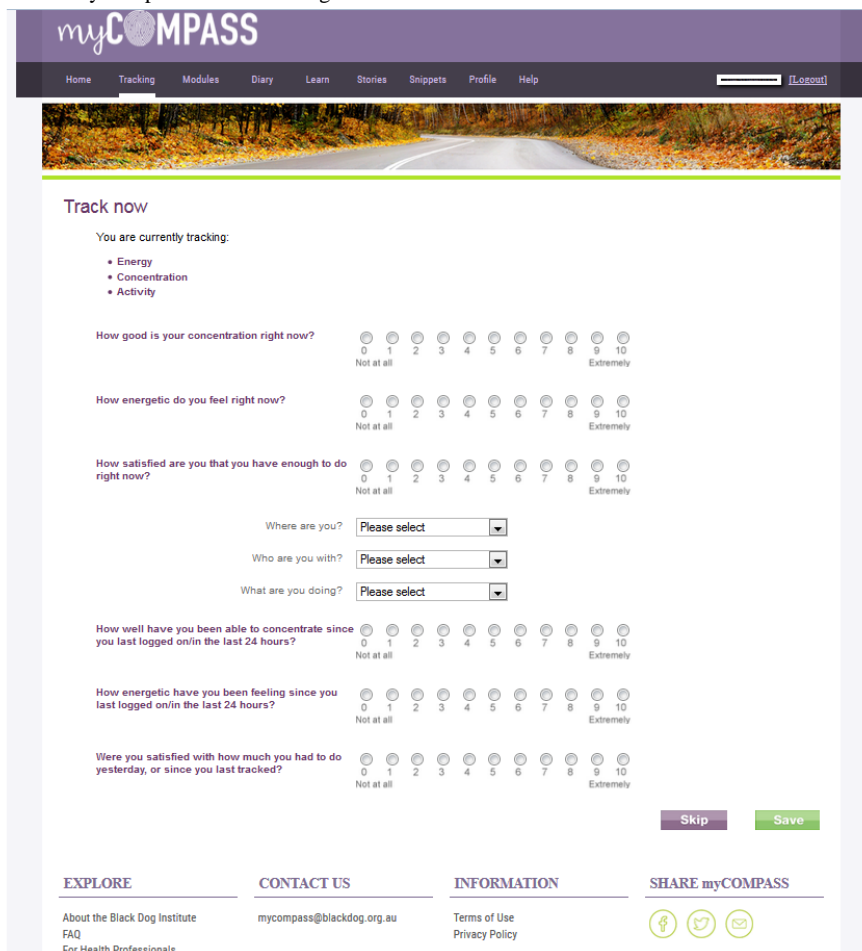 myCOMPASS
Home Tracking Modules Diary Learn Stories Snippets Profile Help [Logout]
Track now
You are currently tracking:
• Energy
• Concentration
• Activity
How good is your concentration right now?
0 1 2 3 4 5 6 7 8 9 10
Not at all Extremely
How energetic do you feel right now?
0 1 2 3 4 5 6 7 8 9 10
Not at all Extremely
How satisfied are you that you have enough to do
right now?
0 1 2 3 4 5 6 7 8 9 10
Not at all Extremely
Where are you? Please select
Who are you with? Please select
What are you doing? Please select
How well have you been able to concentrate since
you last logged on/in the last 24 hours?
0 1 2 3 4 5 6 7 8 9 10
Not at all Extremely
How energetic have you been feeling since you
last logged on/in the last 24 hours?
0 1 2 3 4 5 6 7 8 9 10
Not at all Extremely
Were you satisfied with how much you had to do
yesterday, or since you last tracked?
0 1 2 3 4 5 6 7 8 9 10
Not at all Extremely
Skip Save
EXPLORE CONTACT US INFORMATION SHARE myCOMPASS
About the Black Dog Institute mycompass@blackdog.org.au Terms of Use
FAQ Privacy Policy
For Health Professionals